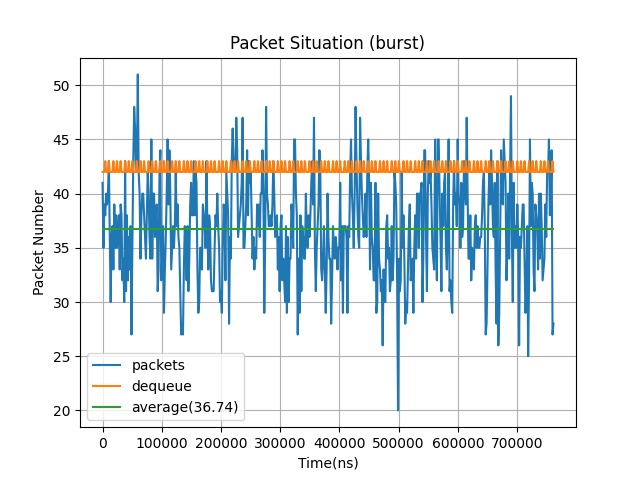 Packet Situation (burst)
Packet Number
50
45
40
35
30
25
20
packets
dequeue
average(36.74)
0
100000
200000
300000
400000
500000
600000
700000
Time(ns)